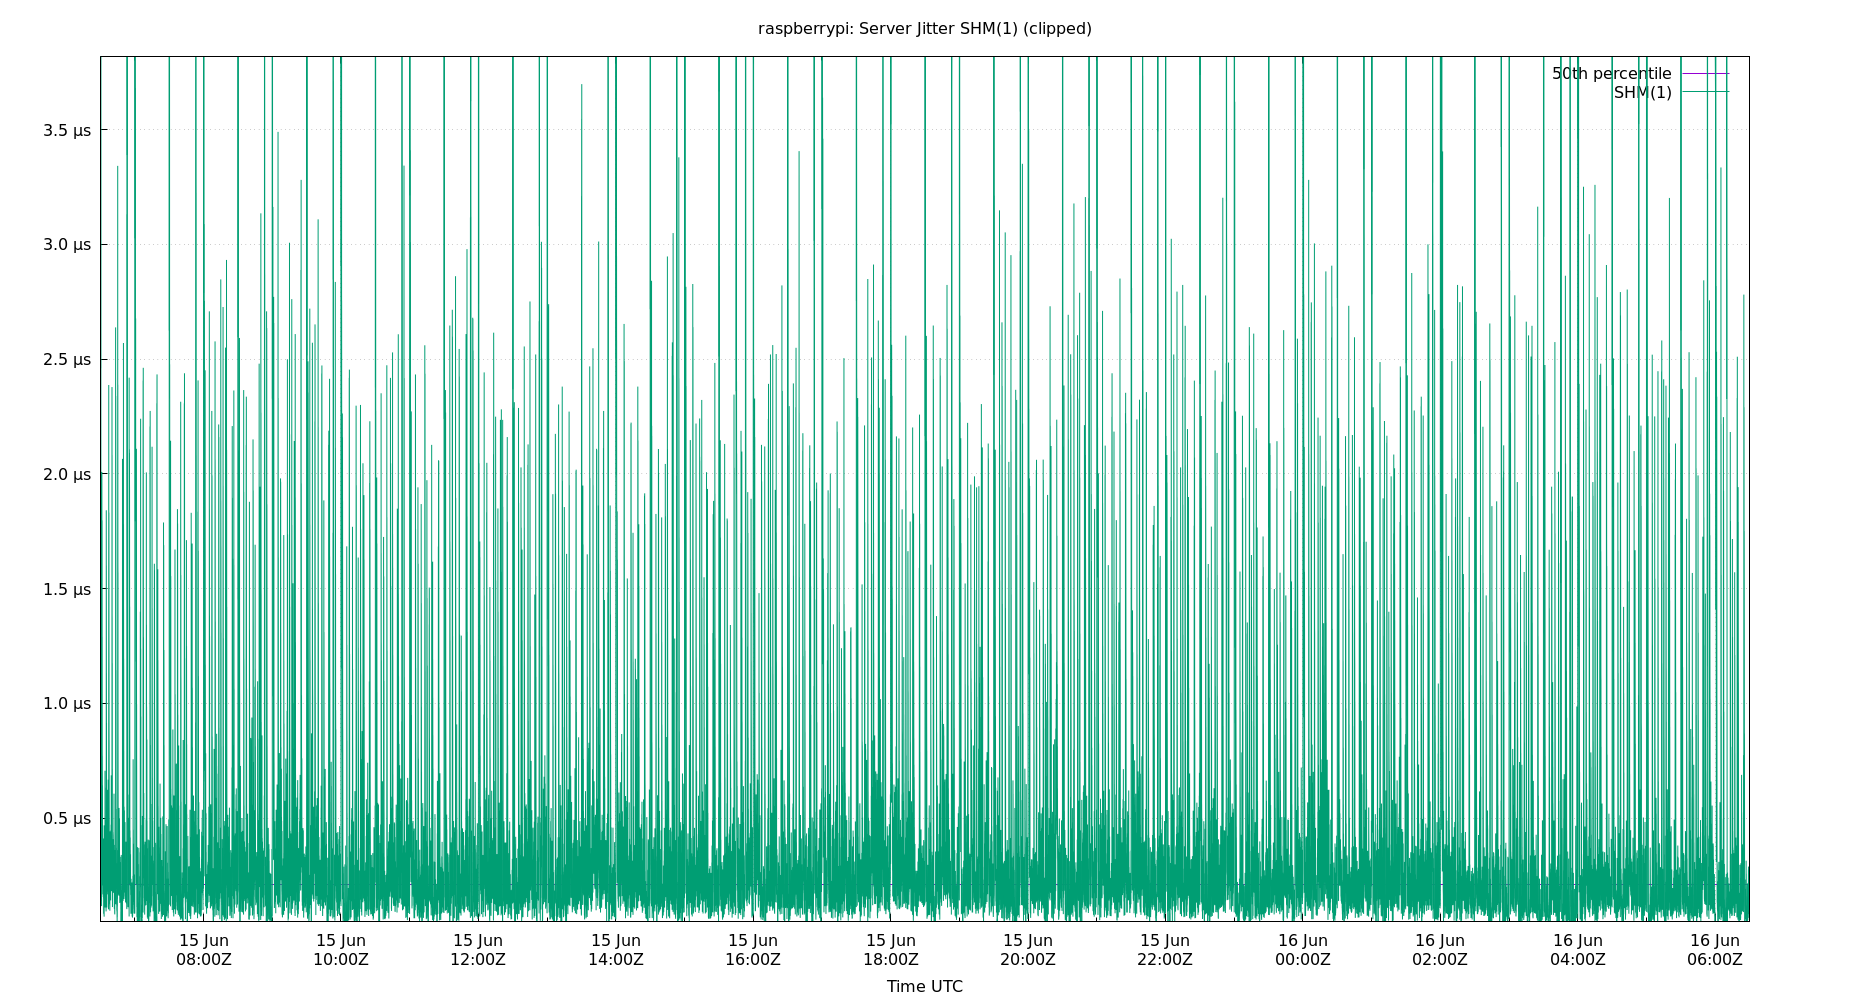 raspberrypi: Server Jitter SHM(1) (clipped)
50th percentile
SHM(1)
3.5 µs
3.0 µs
2.5 µs
2.0 µs
1.5 µs
1.0 µs
0.5 µs
15 Jun 15 Jun 15 Jun 15 Jun 15 Jun 15 Jun 15 Jun 15 Jun 16 Jun 16 Jun 16 Jun 16 Jun
08:00Z 10:00Z 12:00Z 14:00Z 16:00Z 18:00Z 20:00Z 22:00Z 00:00Z 02:00Z 04:00Z 06:00Z
Time UTC